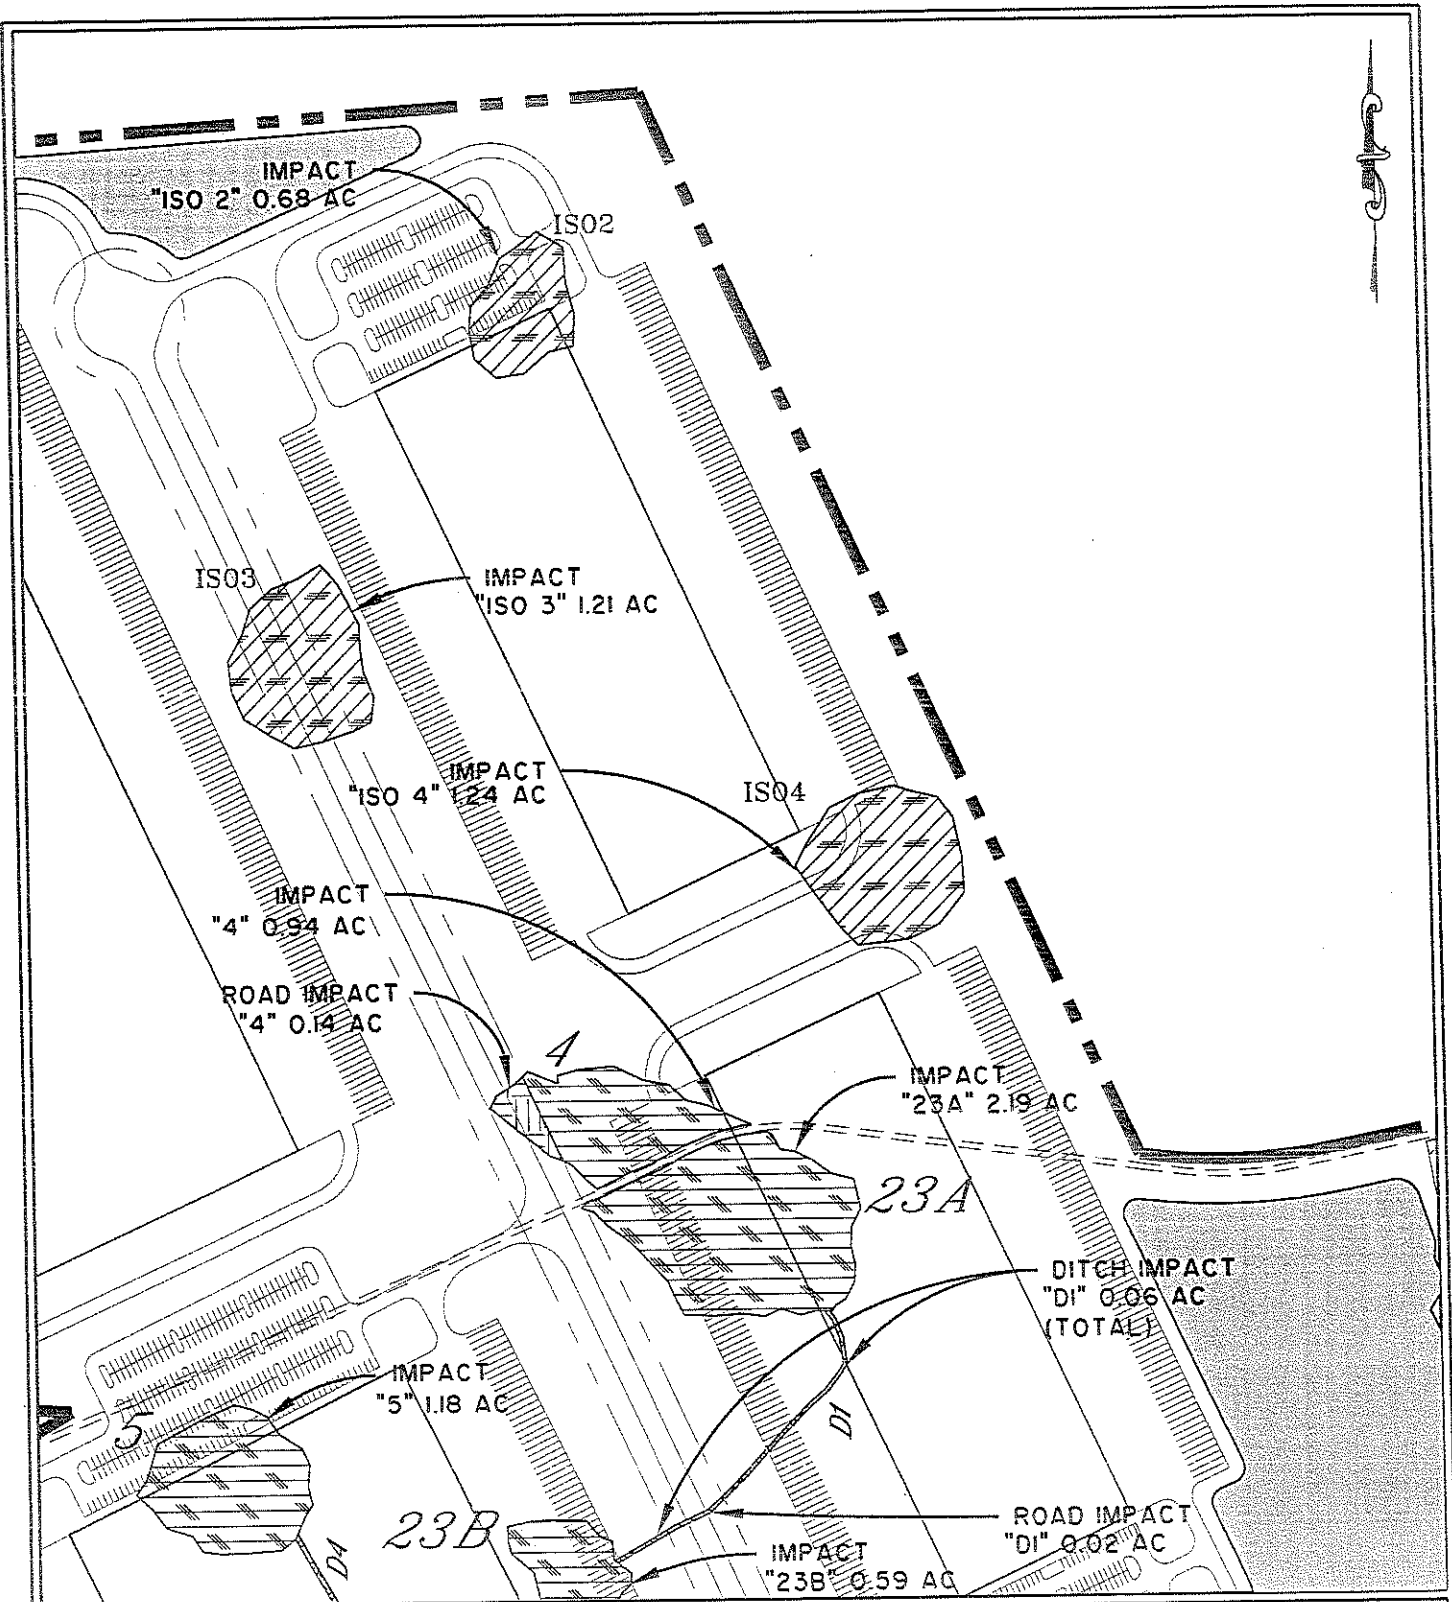 IMPACT
"ISO 2" 0.68 AC
IS02
IS03
IMPACT
"ISO 3" 1.21 AC
IMPACT
"ISO 4" 1.24 AC
IS04
IMPACT
"4" 0.94 AC
ROAD IMPACT
"4" 0.14 AC
4
IMPACT
"23A" 2.19 AC
23A
DITCH IMPACT
"D1" 0.06 AC
(TOTAL)
IMPACT
"5" 1.18 AC
5
D1
23B
ROAD IMPACT
"D1" 0.02 AC
D4
IMPACT
"23B" 0.59 AC